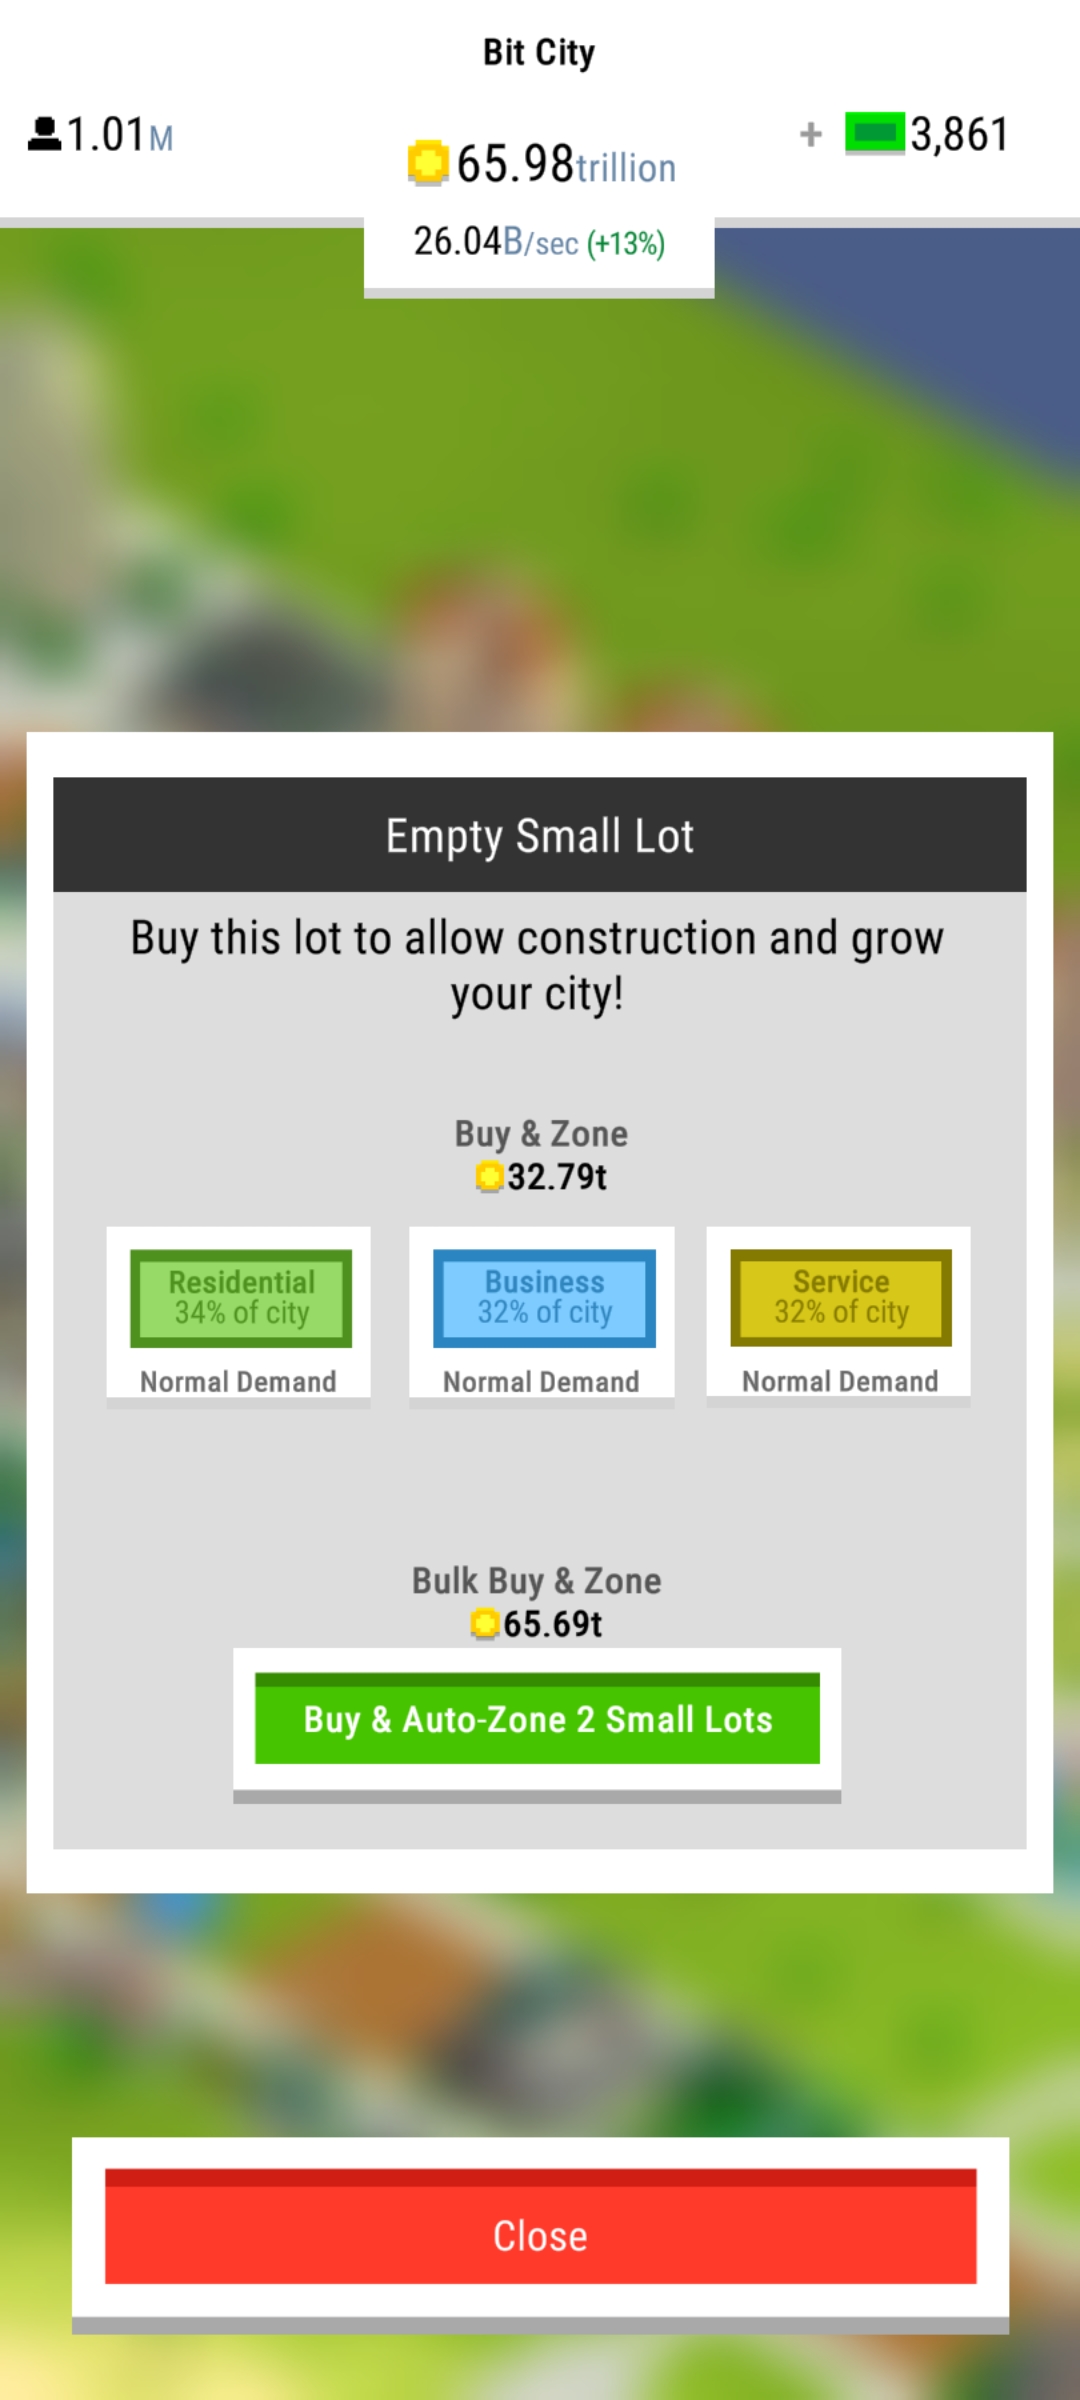 Bit City
1.01M
65.98trillion
+ 3,861
26.04B/sec (+13%)
Empty Small Lot
Buy this lot to allow construction and grow
your city!
Buy & Zone
32.79t
Residential
34% of city
Normal Demand
Business
32% of city
Normal Demand
Service
32% of city
Normal Demand
Bulk Buy & Zone
65.69t
Buy & Auto-Zone 2 Small Lots
Close